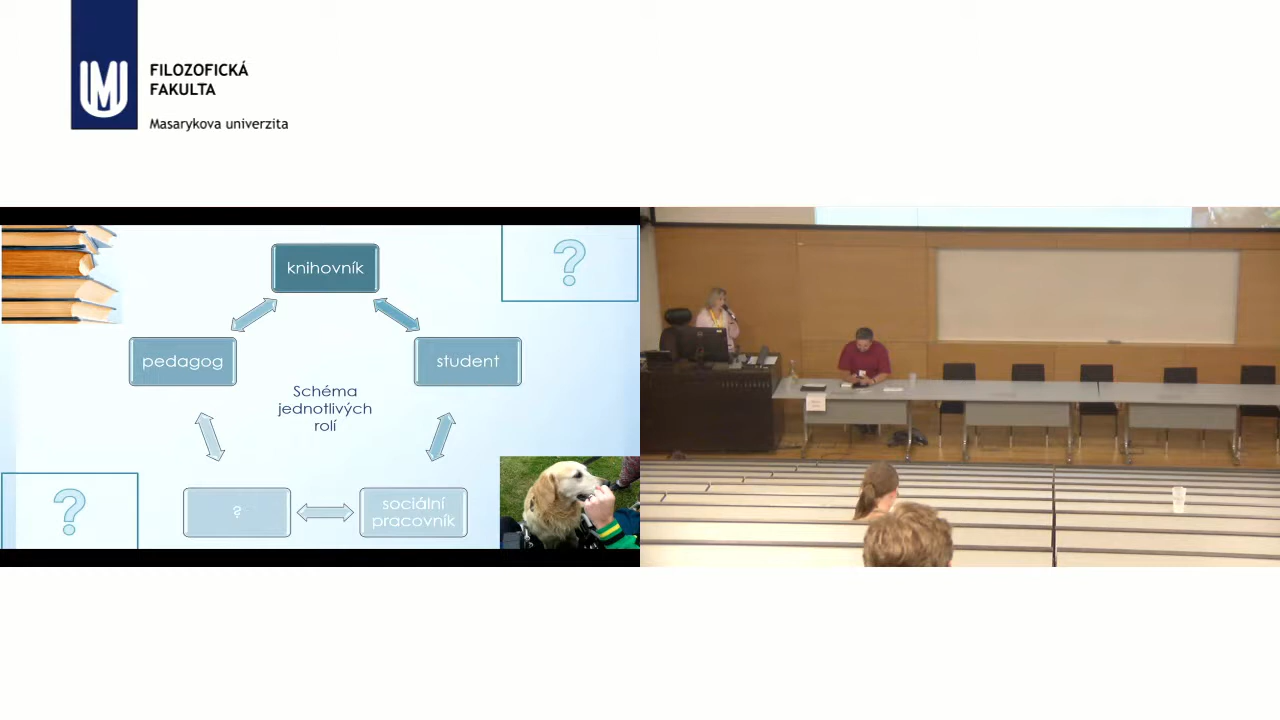 FILOZOFICKÁ
FAKULTA
Masarykova univerzita
?
knihovník
pedagog
student
Schéma
jednotlivých
rolí
?
?
sociální
pracovník